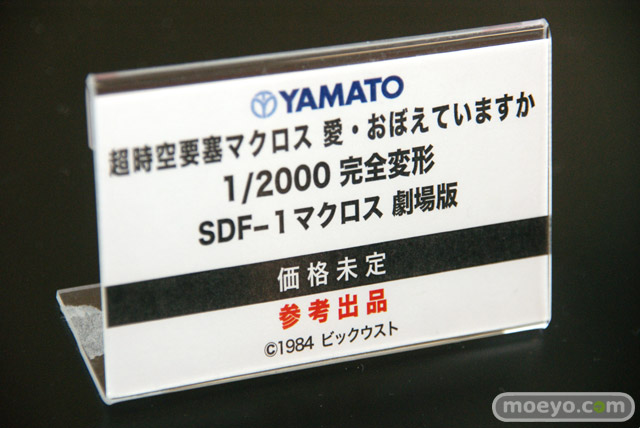 YAMATO
超時空要塞マクロス 愛・おぼえていますか
1/2000 完全変形
SDF-1マクロス 劇場版
価格未定
参考出品
©1984 ビックウスト
moeyo.com